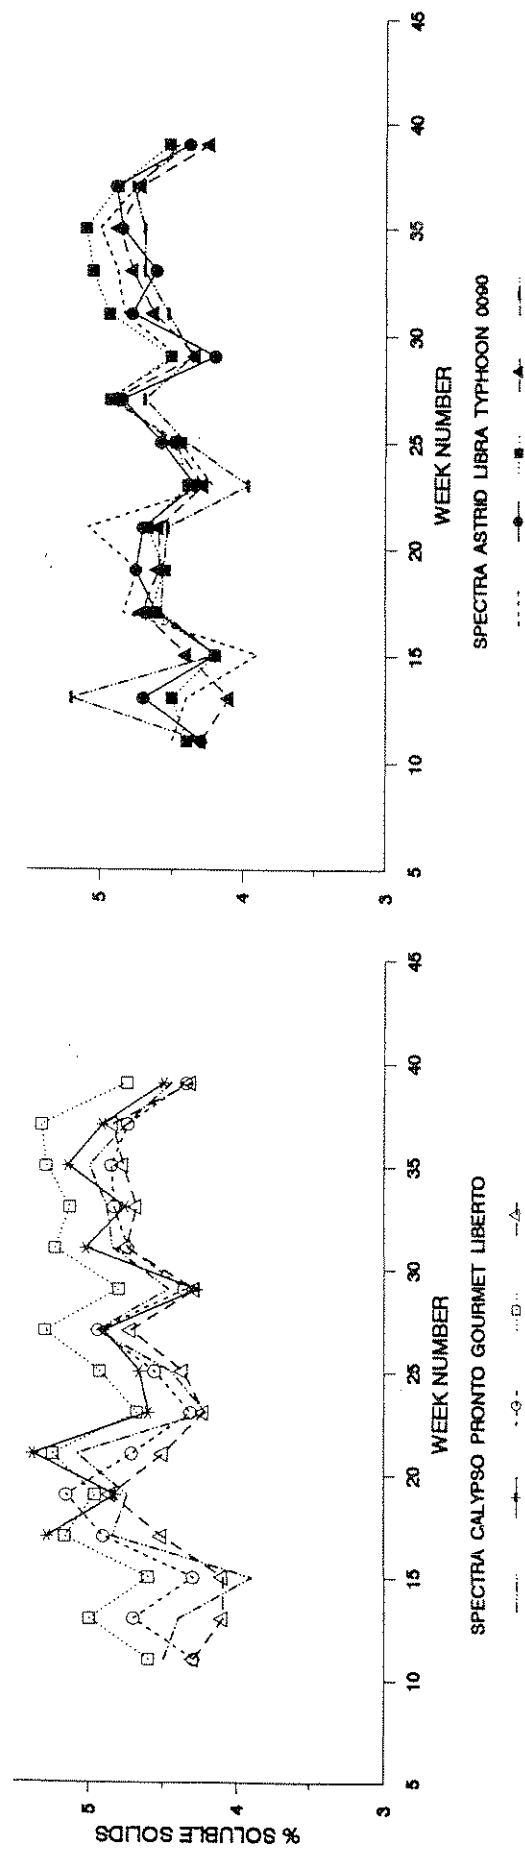 % SOLUBLE SOLIDS
5
4
3
5 10 15 20 25 30 35 40 45
WEEK NUMBER
SPECTRA CALYPSO PRONTO GOURMET LIBERTO
5
4
3
5 10 15 20 25 30 35 40 45
WEEK NUMBER
SPECTRA ASTRID LIBRA TYPHOON 0090